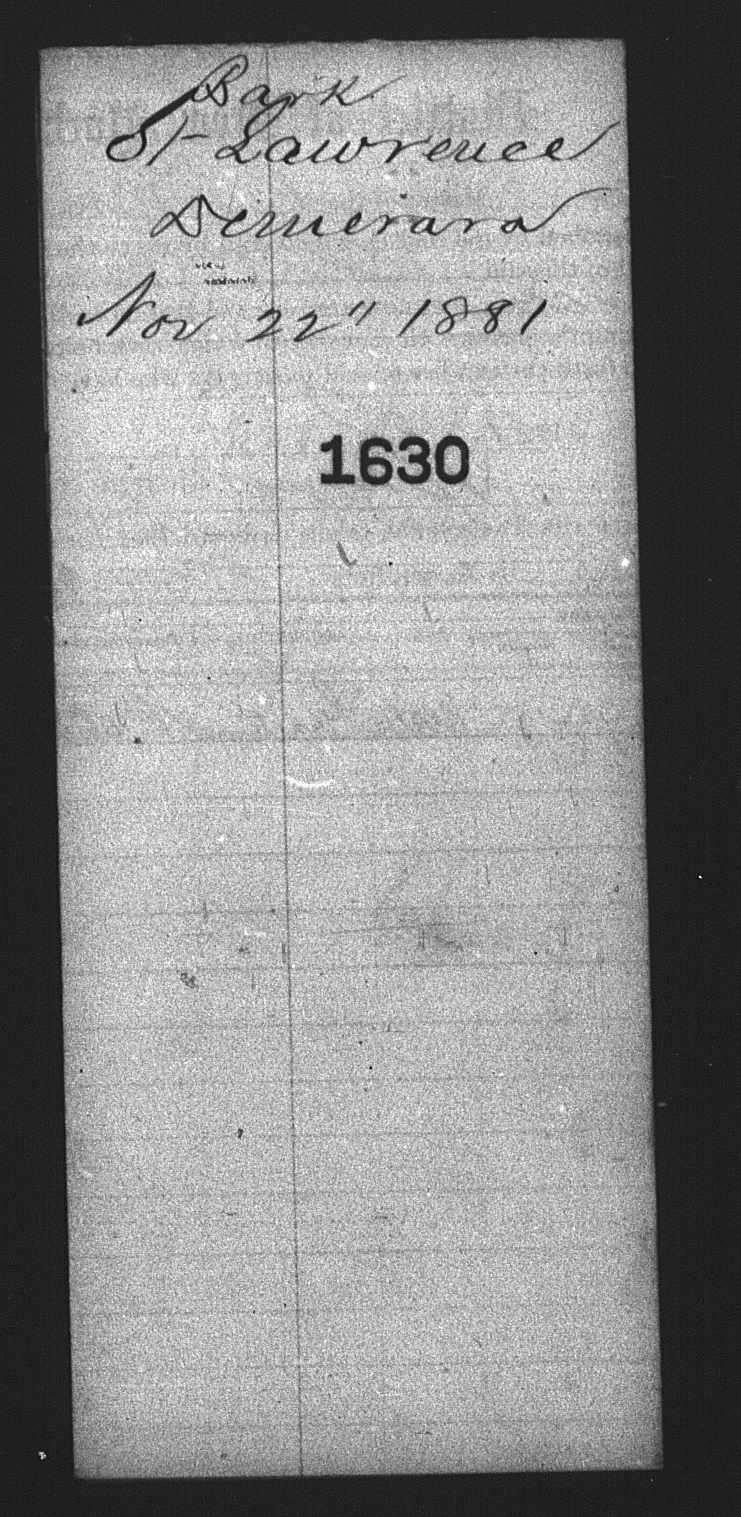 Bark
St Lawrence
Demerara
Nov 22" 1881
1630